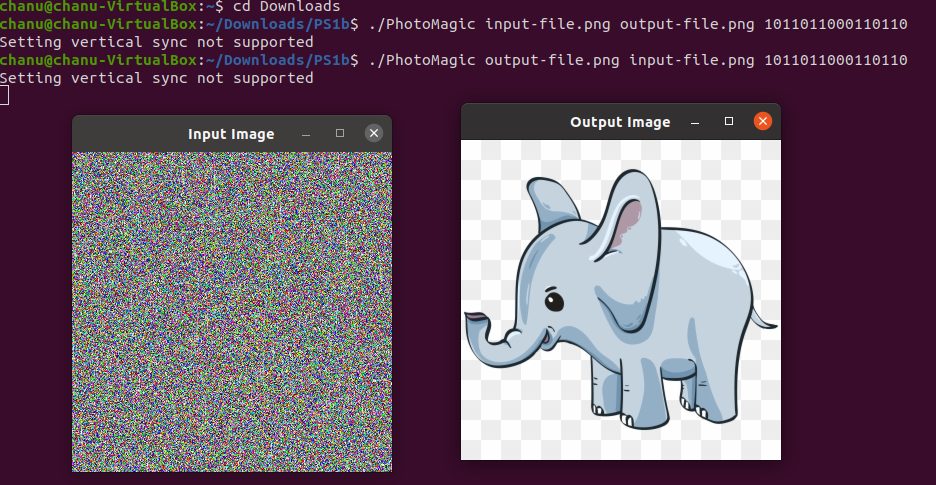 chanu@chanu-VirtualBox:~$ cd Downloads
chanu@chanu-VirtualBox:~/Downloads/PS1b$ ./PhotoMagic input-file.png output-file.png 1011011000110110
Setting vertical sync not supported
chanu@chanu-VirtualBox:~/Downloads/PS1b$ ./PhotoMagic output-file.png input-file.png 1011011000110110
Setting vertical sync not supported
Input Image
Output Image